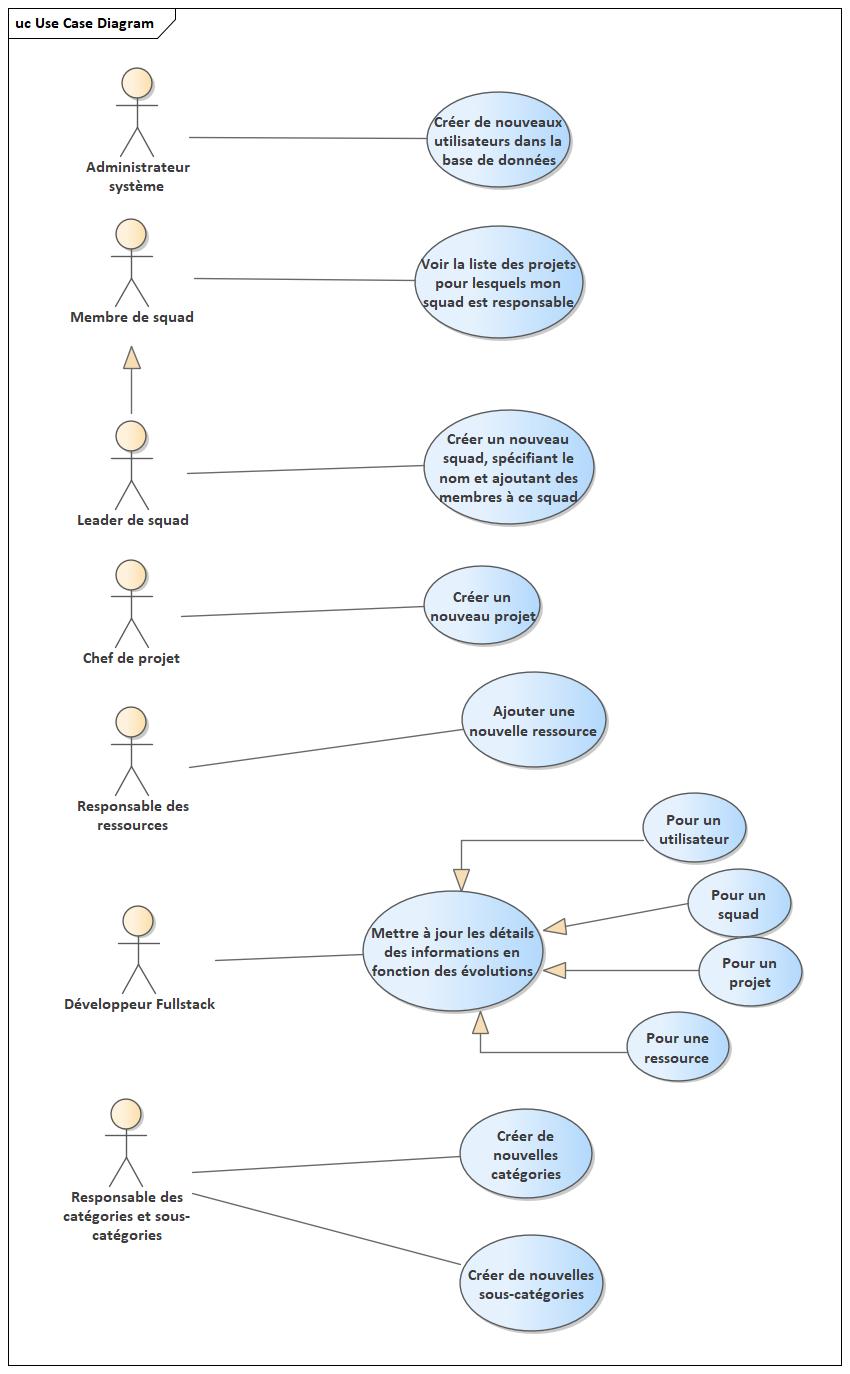 uc Use Case Diagram
Administrateur
système
Créer de nouveaux
utilisateurs dans la
base de données
Membre de squad
Voir la liste des projets
pour lesquels mon
squad est responsable
Leader de squad
Créer un nouveau
squad, spécifiant le
nom et ajoutant des
membres à ce squad
Chef de projet
Créer un
nouveau projet
Responsable des
ressources
Ajouter une
nouvelle ressource
Développeur Fullstack
Mettre à jour les détails
des informations en
fonction des évolutions
Pour un
utilisateur
Pour un
squad
Pour un
projet
Pour une
ressource
Responsable des
catégories et sous-
catégories
Créer de
nouvelles
catégories
Créer de nouvelles
sous-catégories